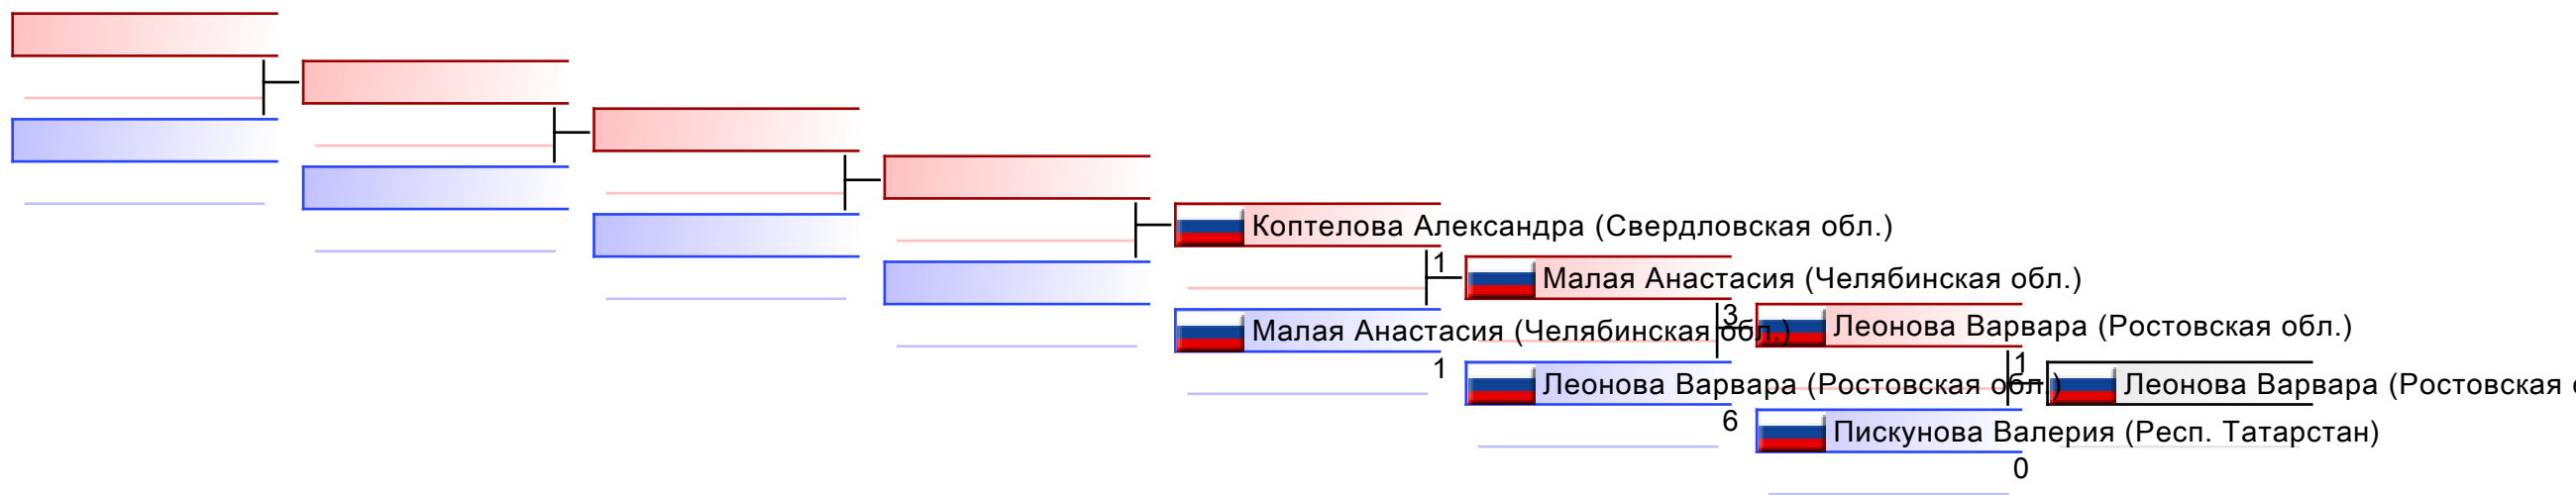 Коптелова Александра (Свердловская обл.)
1
Малая Анастасия (Челябинская обл.)
1
Малая Анастасия (Челябинская обл.)
3
Леонова Варвара (Ростовская обл.)
6
Леонова Варвара (Ростовская обл.)
1
Пискунова Валерия (Респ. Татарстан)
0
Леонова Варвара (Ростовская